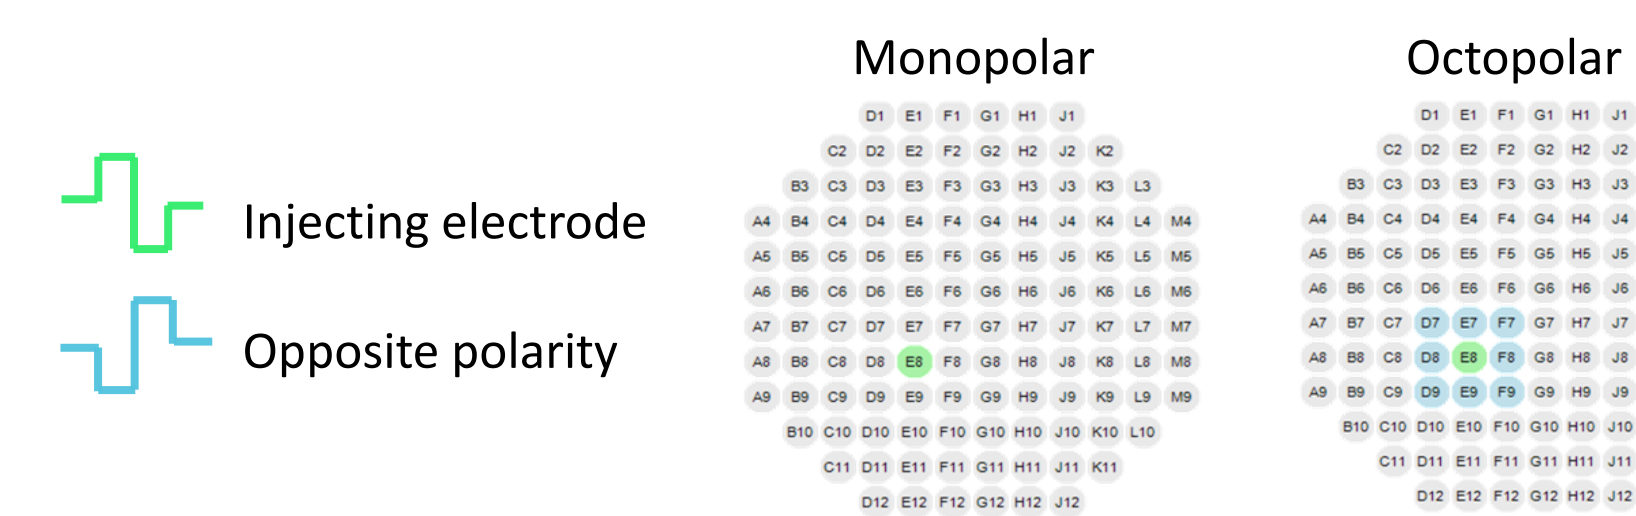 Monopolar
D1 E1 F1 G1 H1 J1
C2 D2 E2 F2 G2 H2 J2 K2
B3 C3 D3 E3 F3 G3 H3 J3 K3 L3
A4 B4 C4 D4 E4 F4 G4 H4 J4 K4 L4 M4
A5 B5 C5 D5 E5 F5 G5 H5 J5 K5 L5 M5
A6 B6 C6 D6 E6 F6 G6 H6 J6 K6 L6 M6
A7 B7 C7 D7 E7 F7 G7 H7 J7 K7 L7 M7
A8 B8 C8 D8 E8 F8 G8 H8 J8 K8 L8 M8
A9 B9 C9 D9 E9 F9 G9 H9 J9 K9 L9 M9
B10 C10 D10 E10 F10 G10 H10 J10 K10 L10
C11 D11 E11 F11 G11 H11 J11 K11
D12 E12 F12 G12 H12 J12
Octopolar
D1 E1 F1 G1 H1 J1
C2 D2 E2 F2 G2 H2 J2
B3 C3 D3 E3 F3 G3 H3 J3
A4 B4 C4 D4 E4 F4 G4 H4 J4
A5 B5 C5 D5 E5 F5 G5 H5 J5
A6 B6 C6 D6 E6 F6 G6 H6 J6
A7 B7 C7 D7 E7 F7 G7 H7 J7
A8 B8 C8 D8 E8 F8 G8 H8 J8
A9 B9 C9 D9 E9 F9 G9 H9 J9
B10 C10 D10 E10 F10 G10 H10 J10
C11 D11 E11 F11 G11 H11 J11
D12 E12 F12 G12 H12 J12
Injecting electrode
Opposite polarity